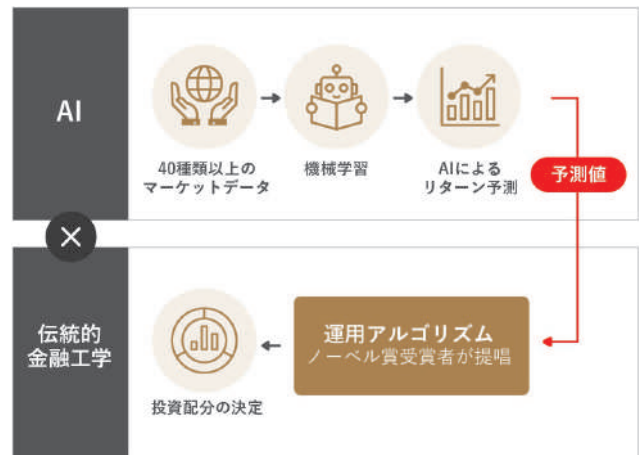 AI
40種類以上の
マーケットデータ
機械学習
AIによる
リターン予測
予測値
×
伝統的
金融工学
投資配分の決定
運用アルゴリズム
ノーベル賞受賞者が提唱